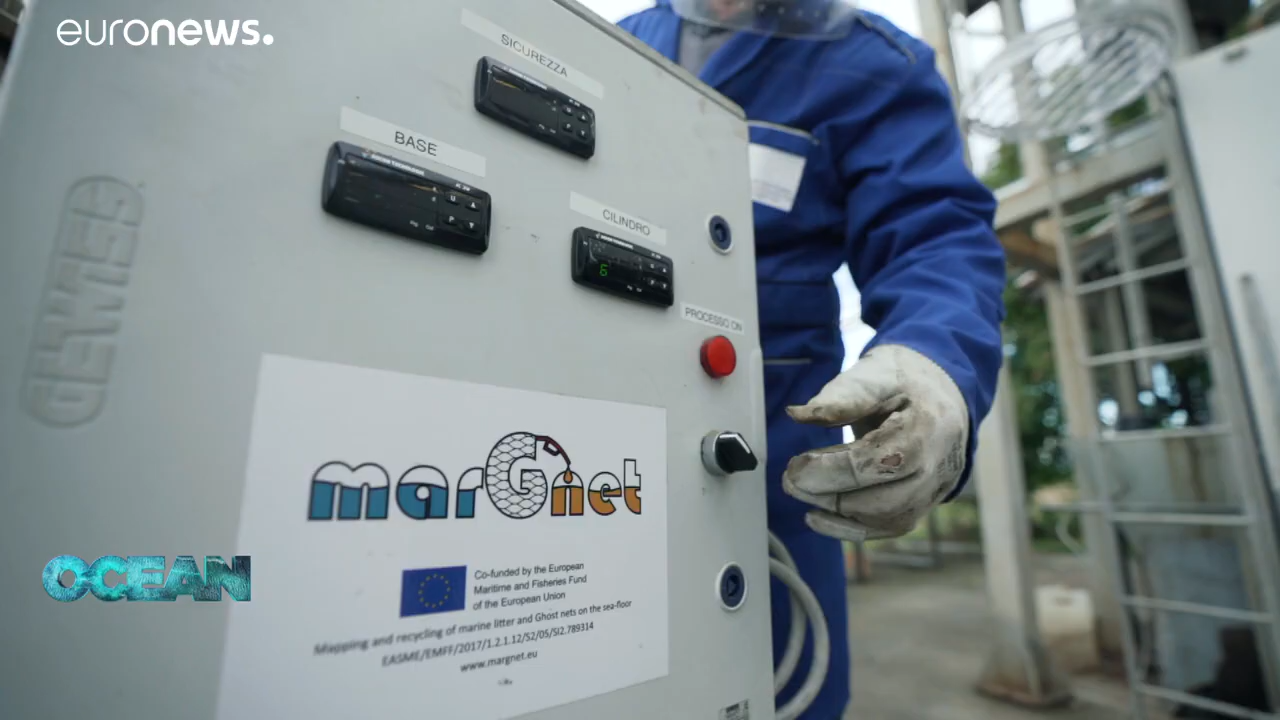 euronews.
SICUREZZA
BASE
CILINDRO
6
PROCESSO ON
GEWISS
marGnet
OCEAN
Co-funded by the European
Maritime and Fisheries Fund
of the European Union
Mapping and recycling of marine litter and Ghost nets on the sea-floor
EASME/EMFF/2017/1.2.1.12/S2/05/SI2.789314
www.margnet.eu